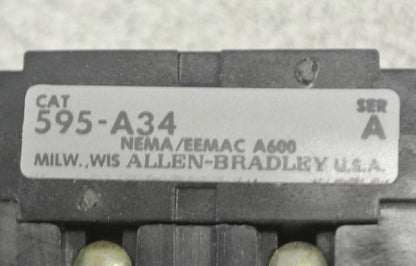 CAT SER
595-A34 A
NEMA/EEMAC A600
MILW., WIS ALLEN-BRADLEY U.S.A.